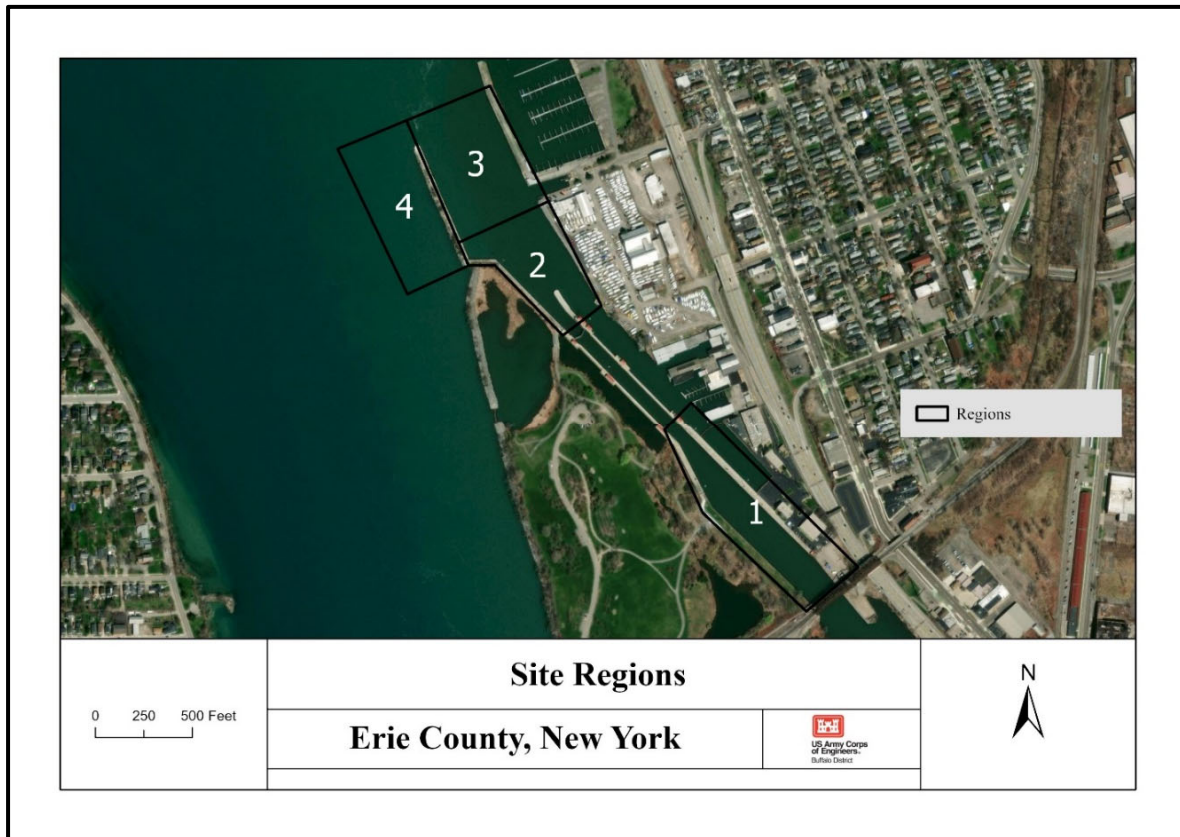 3
4
2
1
Regions
Site Regions
Erie County, New York
0 250 500 Feet
US Army Corps
of Engineers®
Buffalo District
N